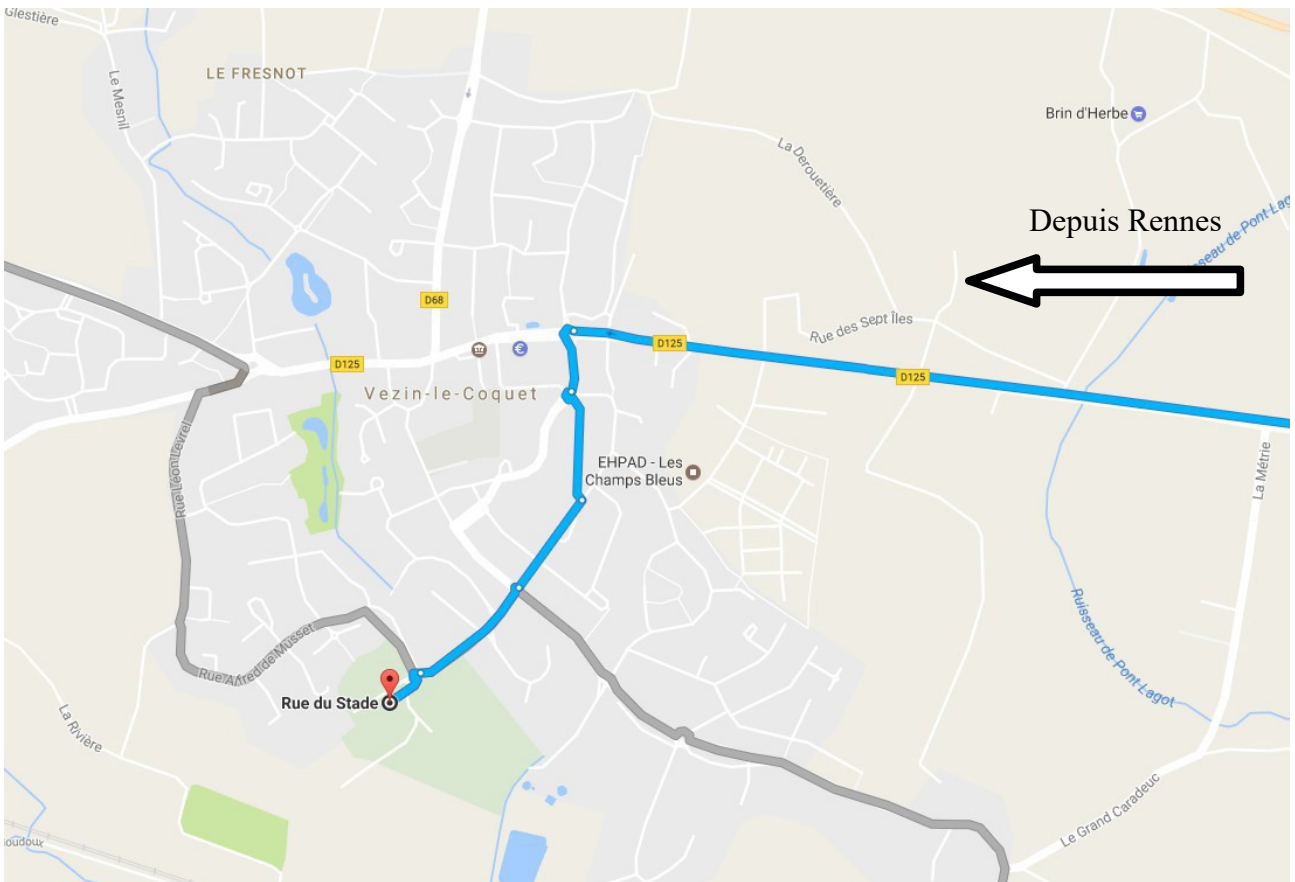 Glestière
LE FRESNOT
Le Mesnil
Brin d'Herbe
La Derouetière
Depuis Rennes
Ruisseau de Pont Lagot
D68
Rue des Sept Îles
D125
D125
D125
€
Vezin-le-Coquet
Rue Léon Levrel
EHPAD - Les
Champs Bleus
La Métrie
Ruisseau de Pont Lagot
Rue Alfred de Musset
Rue du Stade
La Rivière
Le Grand Caradeuc